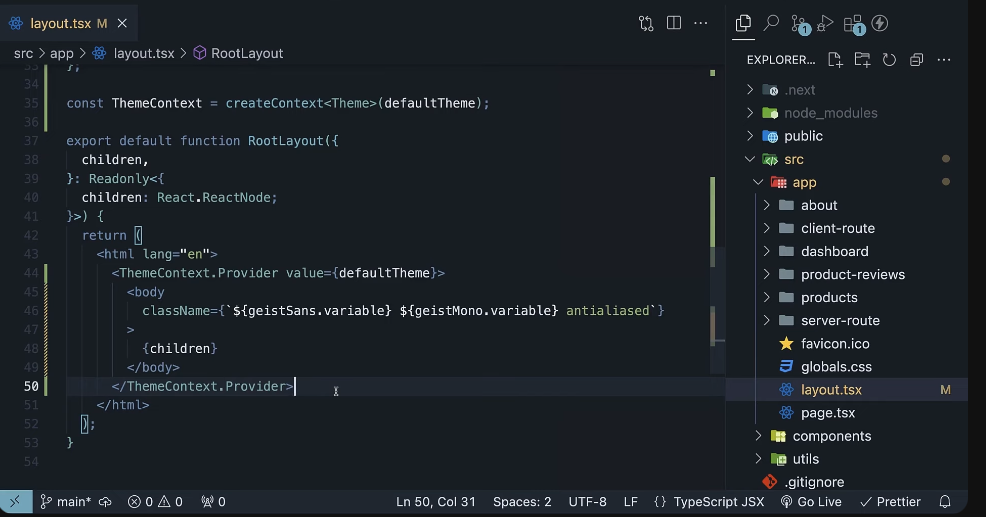 layout.tsx M
src > app > layout.tsx > RootLayout
33 };
34
35 const ThemeContext = createContext<Theme>(defaultTheme);
36
37 export default function RootLayout({
38 children,
39 }: Readonly<{
40 children: React.ReactNode;
41 }>) {
42 return (
43 <html lang="en">
44 <ThemeContext.Provider value={defaultTheme}>
45 <body
46 className={`${geistSans.variable} ${geistMono.variable} antialiased`}
47 >
48 {children}
49 </body>
50 </ThemeContext.Provider>
51 </html>
52 );
53 }
54
1 1
EXPLORER...
.next
node_modules
public
src
app
about
client-route
dashboard
product-reviews
products
server-route
favicon.ico
globals.css
layout.tsx M
page.tsx
components
utils
.gitignore
main* 0 0 0 Ln 50, Col 31 Spaces: 2 UTF-8 LF {} TypeScript JSX Go Live Prettier